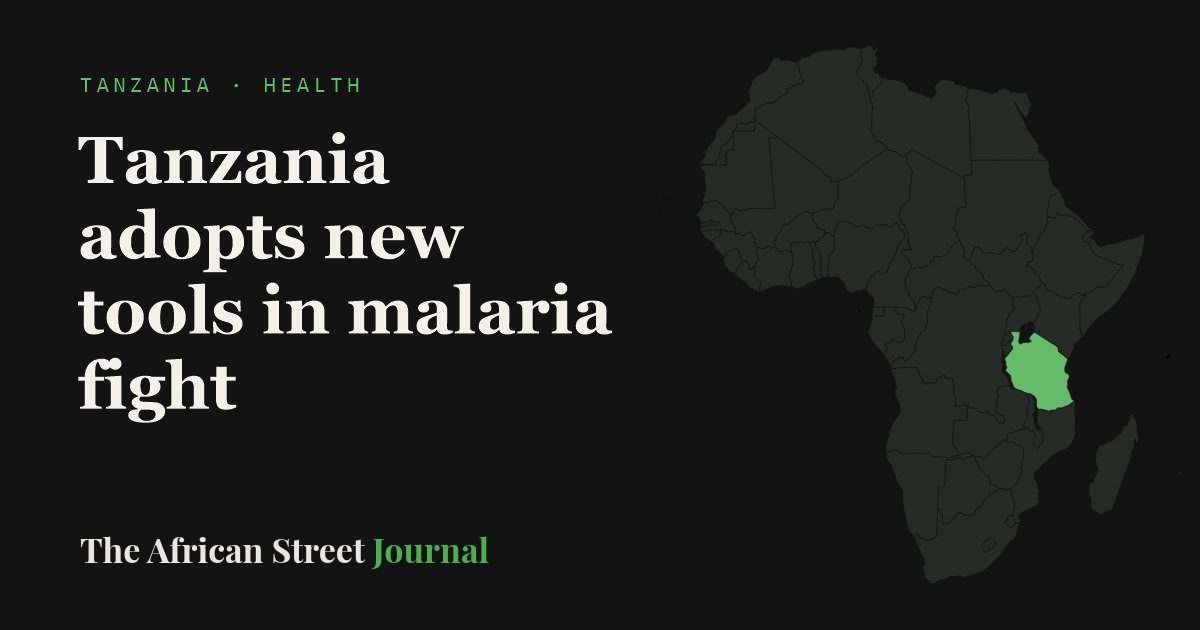 TANZANIA · HEALTH
Tanzania
adopts new
tools in malaria
fight
The African Street Journal